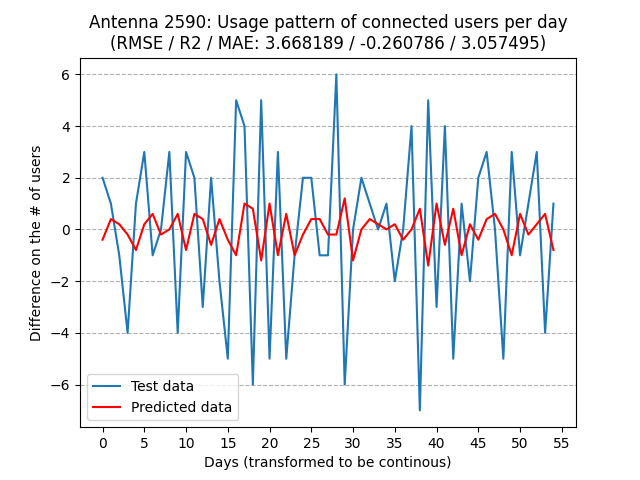 Antenna 2590: Usage pattern of connected users per day
(RMSE / R2 / MAE: 3.668189 / -0.260786 / 3.057495)
6
4
2
0
−2
−4
−6
Difference on the # of users
Test data
Predicted data
0 5 10 15 20 25 30 35 40 45 50 55
Days (transformed to be continous)